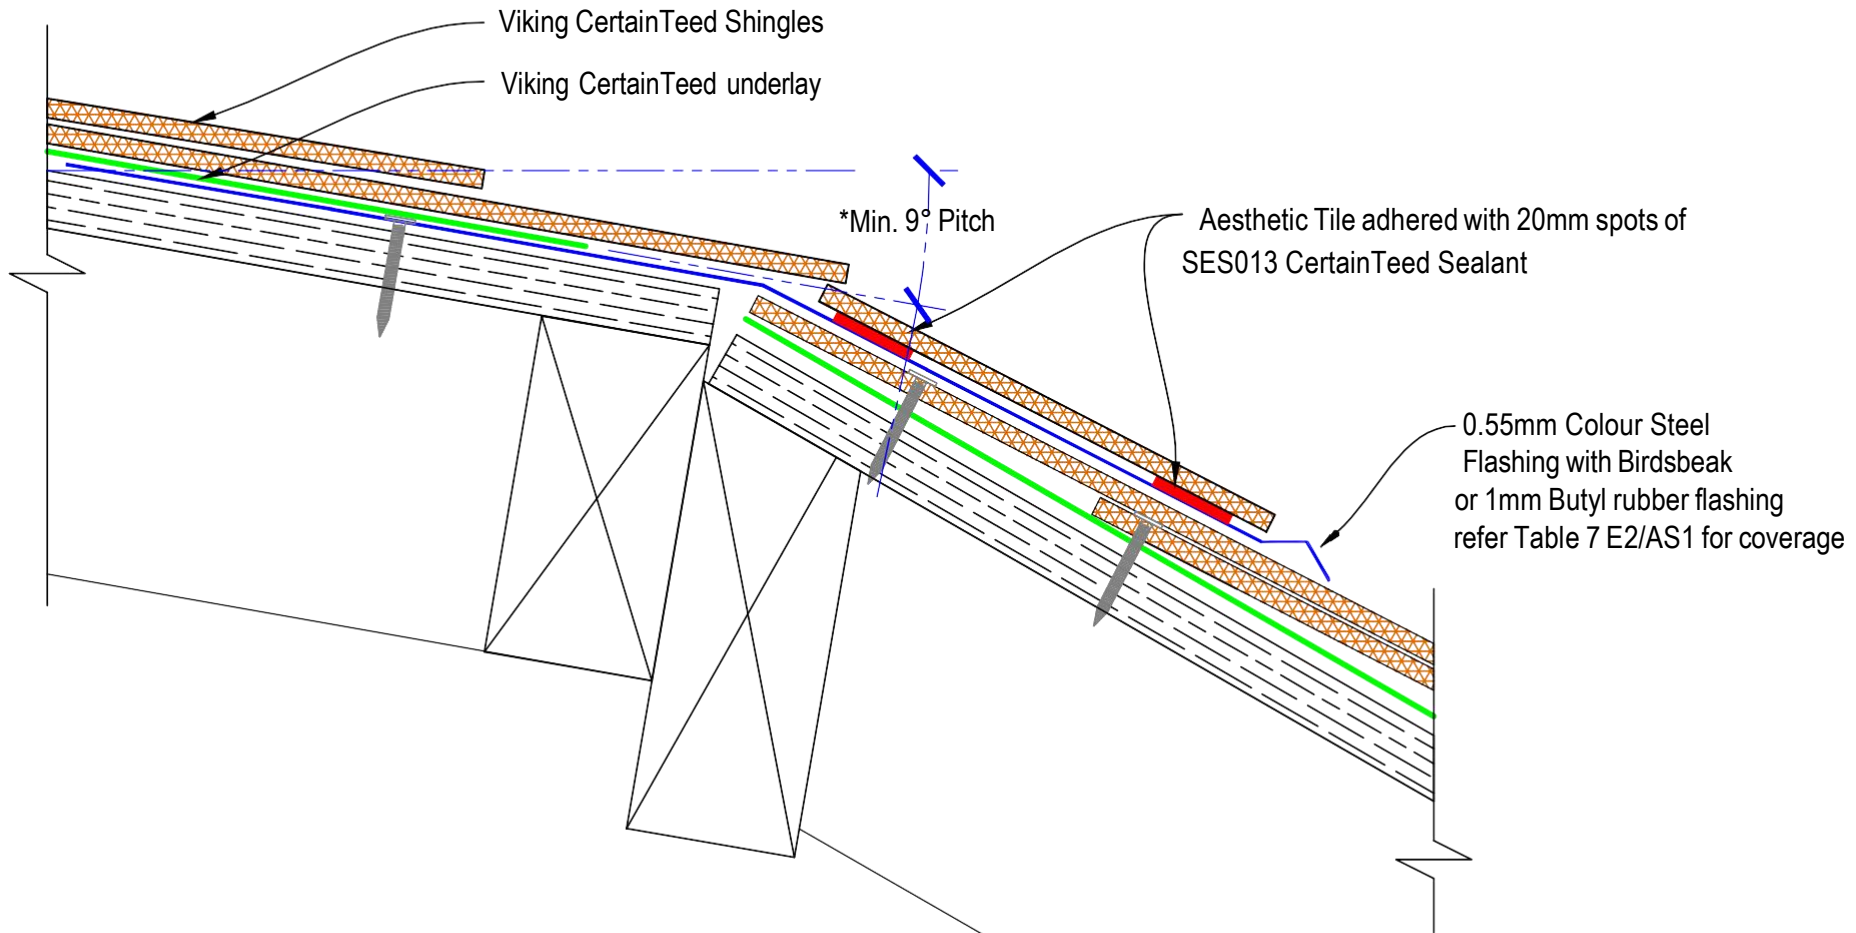 Viking CertainTeed Shingles
Viking CertainTeed underlay
*Min. 9° Pitch
Aesthetic Tile adhered with 20mm spots of
SES013 CertainTeed Sealant
0.55mm Colour Steel
Flashing with Birdsbeak
or 1mm Butyl rubber flashing
refer Table 7 E2/AS1 for coverage